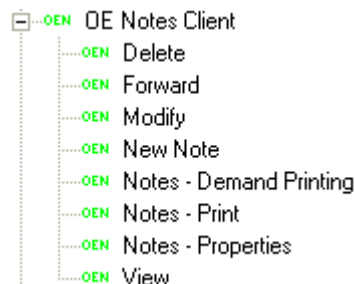 OEN OE Notes Client
OEN Delete
OEN Forward
OEN Modify
OEN New Note
OEN Notes - Demand Printing
OEN Notes - Print
OEN Notes - Properties
OEN View